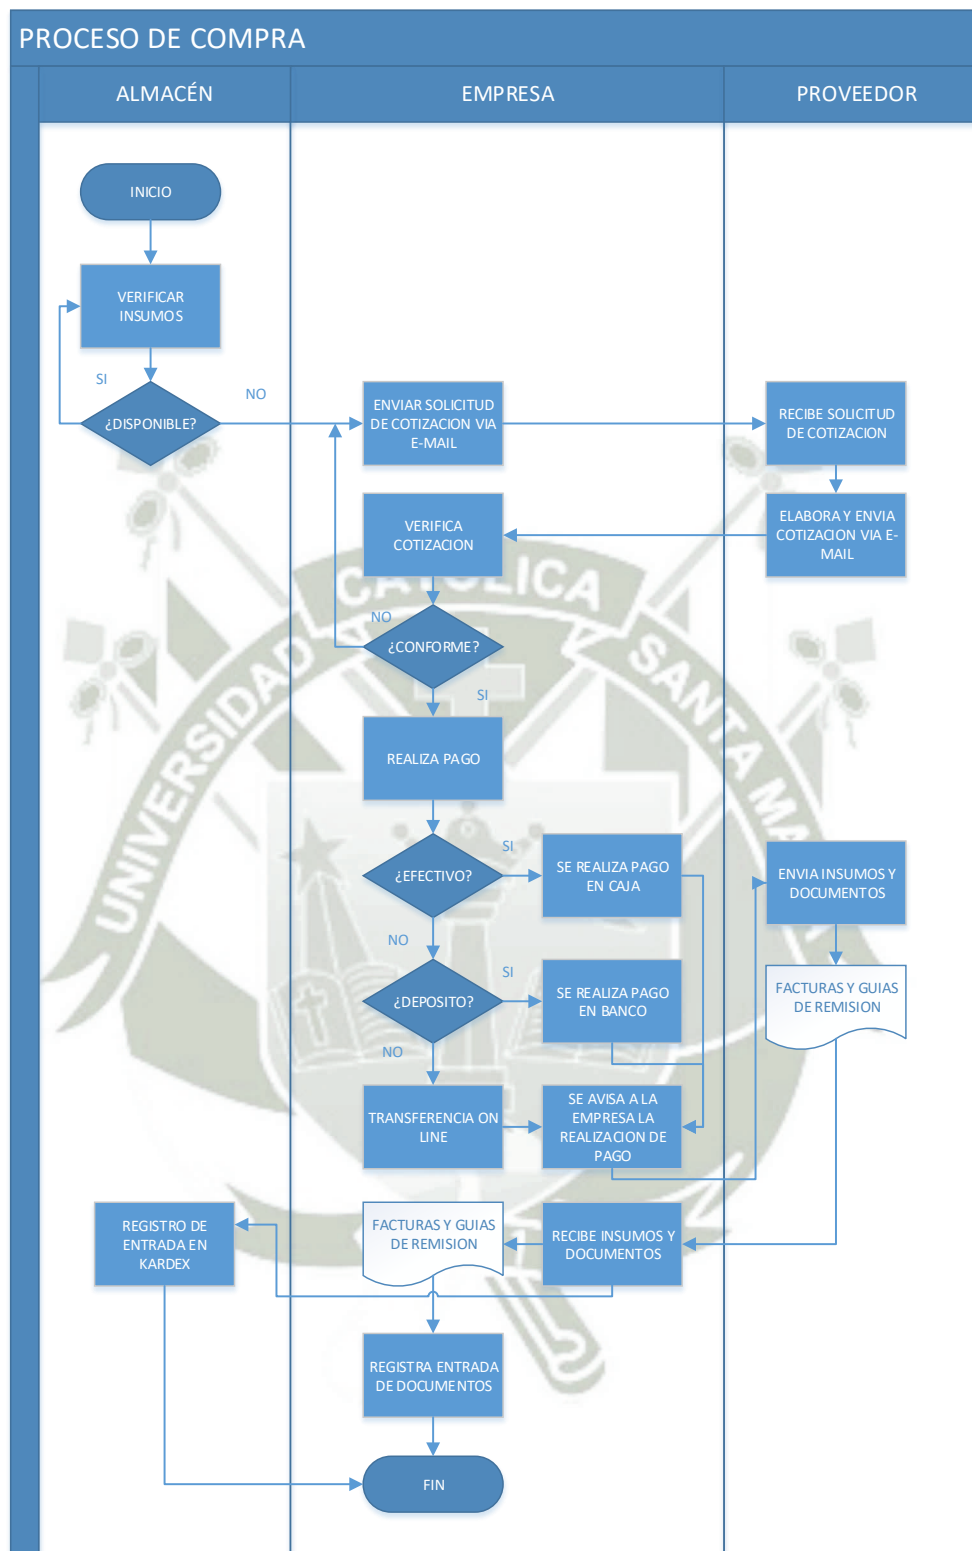 PROCESO DE COMPRA
ALMACÉN
EMPRESA
PROVEEDOR
INICIO
VERIFICAR
INSUMOS
SI
NO
¿DISPONIBLE?
ENVIAR SOLICITUD
DE COTIZACION VIA
E-MAIL
RECIBE SOLICITUD
DE COTIZACION
ELABORA Y ENVIA
COTIZACION VIA E-
MAIL
VERIFICA
COTIZACION
NO
¿CONFORME?
SI
REALIZA PAGO
¿EFECTIVO?
SI
SE REALIZA PAGO
EN CAJA
ENVIA INSUMOS Y
DOCUMENTOS
NO
¿DEPOSITO?
SI
SE REALIZA PAGO
EN BANCO
FACTURAS Y GUIAS
DE REMISION
NO
TRANSFERENCIA ON
LINE
SE AVISA A LA
EMPRESA LA
REALIZACION DE
PAGO
REGISTRO DE
ENTRADA EN
KARDEX
FACTURAS Y GUIAS
DE REMISION
RECIBE INSUMOS Y
DOCUMENTOS
REGISTRA ENTRADA
DE DOCUMENTOS
FIN
UNIVERSIDAD CATOLICA SANTA MA